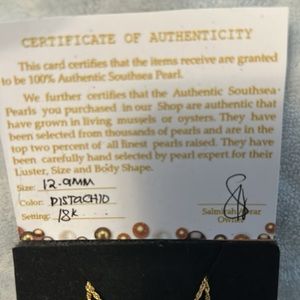 CERTIFICATE OF AUTHENTICITY
This card certifies that the items receive are granted
to be 100% Authentic Southsea Pearl.
We further certifies that the Authentic Southsea
Pearls you purchased in our Shop are authentic that
have grown in living mussels or oysters. They have
been selected from thousands of pearls and are in the
top two percent of all finest pearls raised. They have
been carefully hand selected by pearl expert for their
Luster, Size and Body Shape.
Size: 12.9MM
Color: PISTACHIO
Setting: 18K
Salmirah
Owner